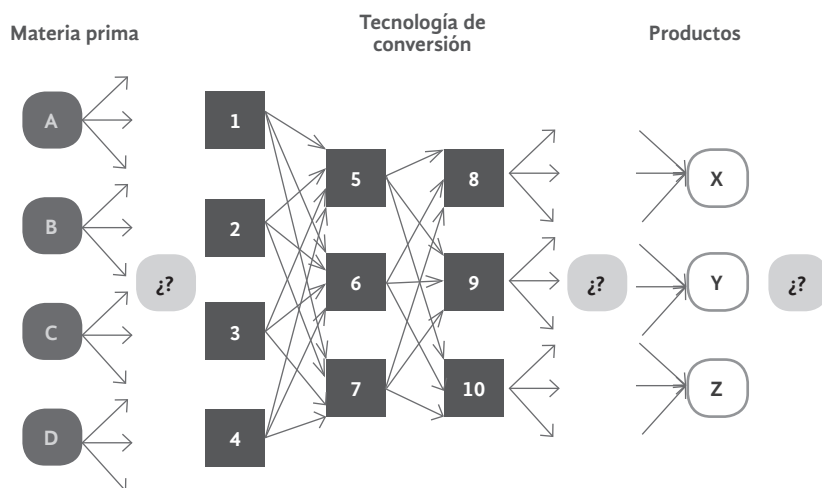 Materia prima
Tecnología de
conversión
Productos
A
1
5
8
X
B
2
¿?
6
9
¿?
Y
¿?
C
3
7
10
Z
D
4